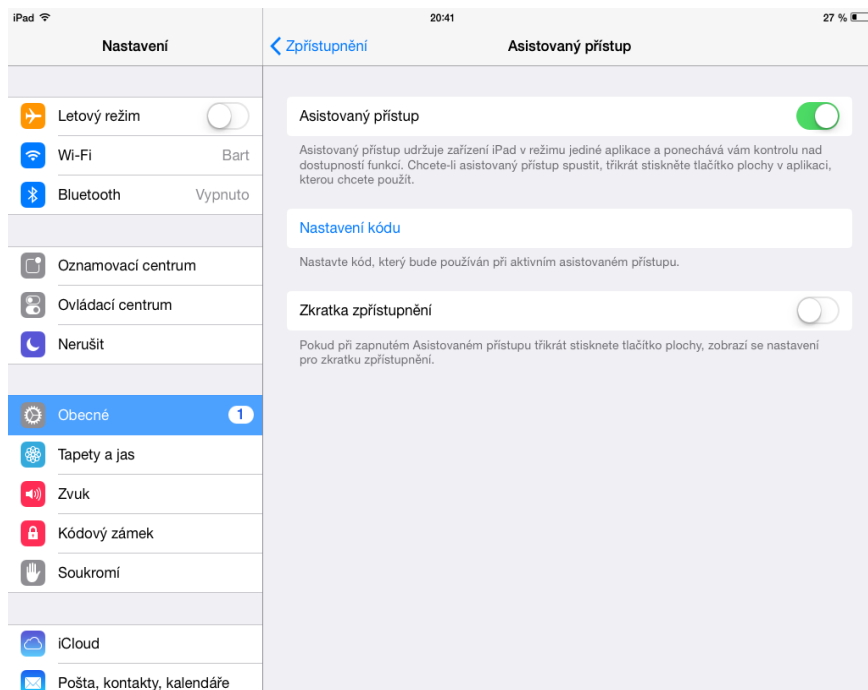 iPad 20:41 27 %
Nastavení
Letový režim
Wi-Fi Bart
Bluetooth Vypnuto
Oznamovací centrum
Ovládací centrum
Nerušit
Obecné 1
Tapety a jas
Zvuk
Kódový zámek
Soukromí
iCloud
Pošta, kontakty, kalendáře
Zpřístupnění Asistovaný přístup
Asistovaný přístup
Asistovaný přístup udržuje zařízení iPad v režimu jediné aplikace a ponechává vám kontrolu nad
dostupností funkcí. Chcete-li asistovaný přístup spustit, třikrát stiskněte tlačítko plochy v aplikaci,
kterou chcete použít.
Nastavení kódu
Nastavte kód, který bude používán při aktivním asistovaném přístupu.
Zkratka zpřístupnění
Pokud při zapnutém Asistovaném přístupu třikrát stisknete tlačítko plochy, zobrazí se nastavení
pro zkratku zpřístupnění.